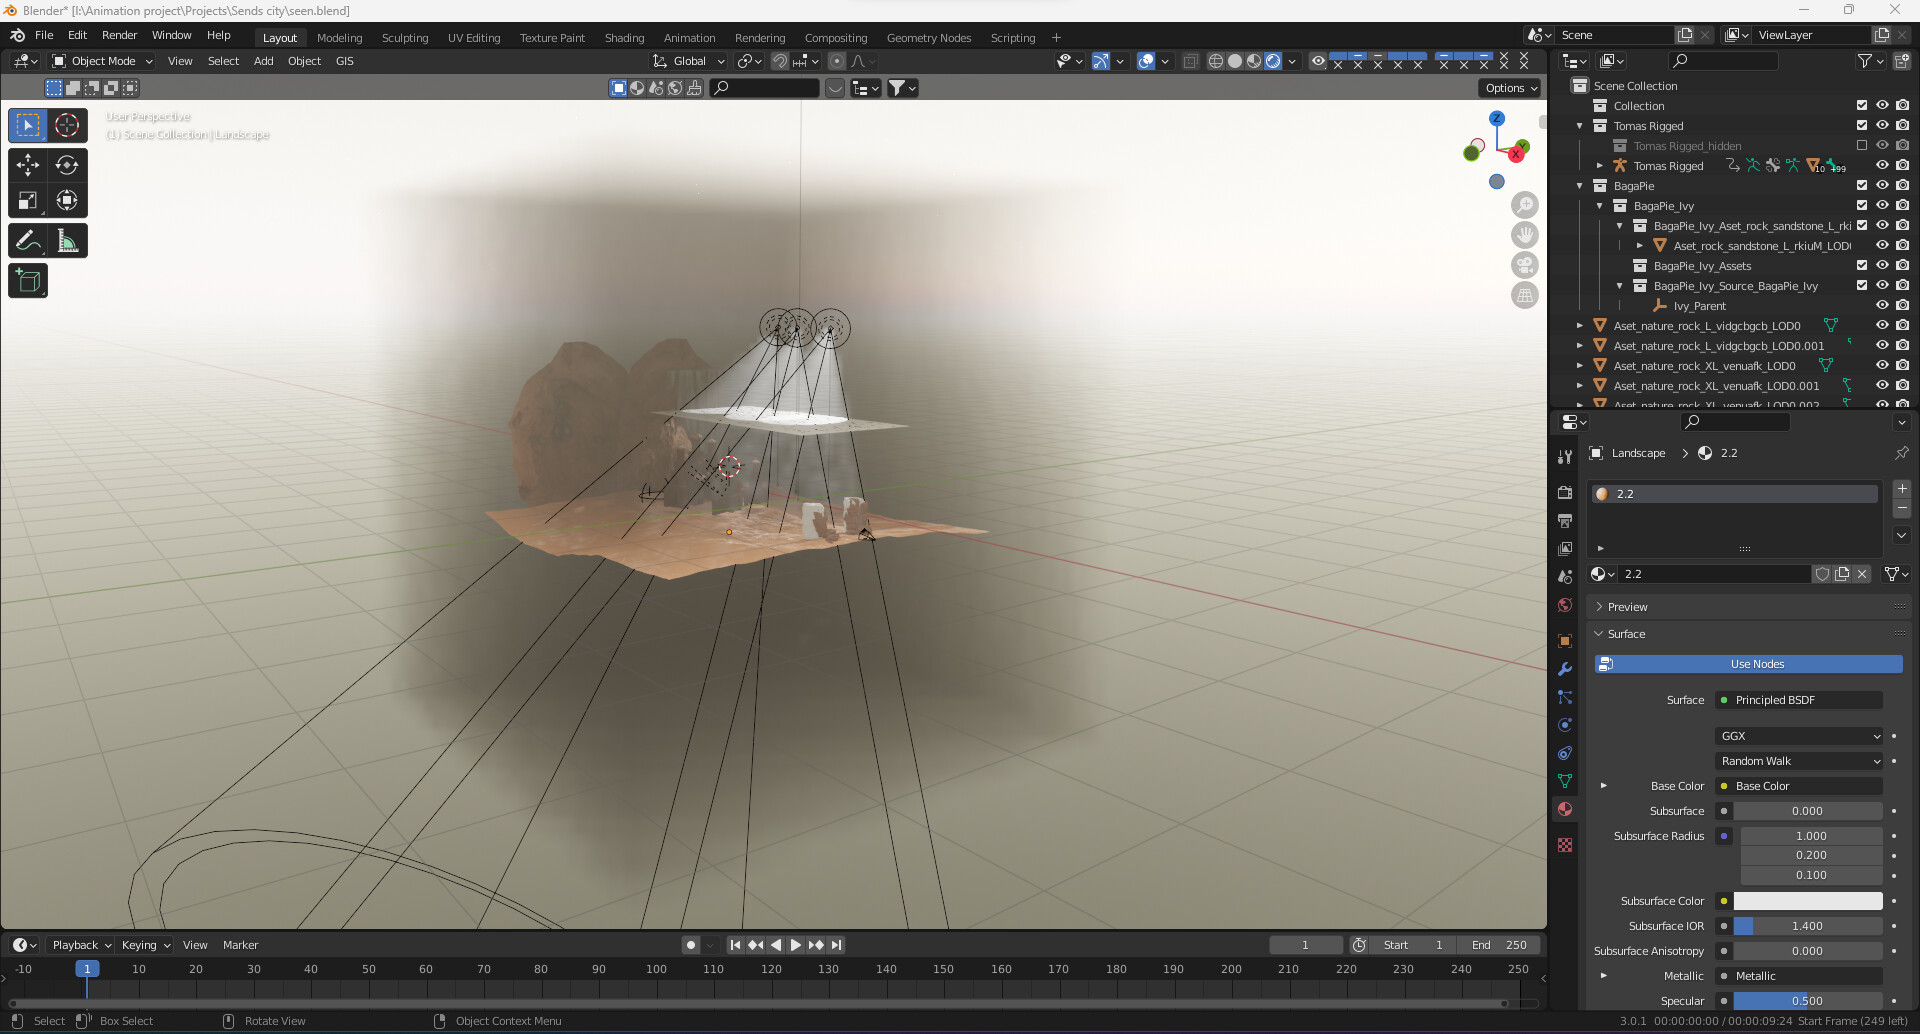 Blender* [I:\Animation project\Projects\Sends city\seen.blend]
File Edit Render Window Help Layout Modeling Sculpting UV Editing Texture Paint Shading Animation Rendering Compositing Geometry Nodes Scripting + Scene ViewLayer
Object Mode View Select Add Object GIS Global
Options
User Perspective
(1) Scene Collection | Landscape
Z
Y
X
Scene Collection
Collection
Tomas Rigged
Tomas Rigged_hidden
Tomas Rigged 10 +99
BagaPie
BagaPie_Ivy
BagaPie_Ivy_Aset_rock_sandstone_L_rki
Aset_rock_sandstone_L_rkiuM_LOD
BagaPie_Ivy_Assets
BagaPie_Ivy_Source_BagaPie_Ivy
Ivy_Parent
Aset_nature_rock_L_vidgcbgcb_LOD0
Aset_nature_rock_L_vidgcbgcb_LOD0.001
Aset_nature_rock_XL_venuafk_LOD0
Aset_nature_rock_XL_venuafk_LOD0.001
Aset_nature_rock_XL_venuafk_LOD0.002
Landscape > 2.2
2.2
2.2
Preview
Surface
Use Nodes
Surface Principled BSDF
GGX
Random Walk
Base Color Base Color
Subsurface 0.000
Subsurface Radius 1.000
0.200
0.100
Subsurface Color
Subsurface IOR 1.400
Subsurface Anisotropy 0.000
Metallic Metallic
Specular 0.500
Playback Keying View Marker 1 Start 1 End 250
-10 1 10 20 30 40 50 60 70 80 90 100 110 120 130 140 150 160 170 180 190 200 210 220 230 240 250
Select Box Select Rotate View Object Context Menu 3.0.1 00:00:00:00 / 00:00:09:24 Start Frame (249 left)